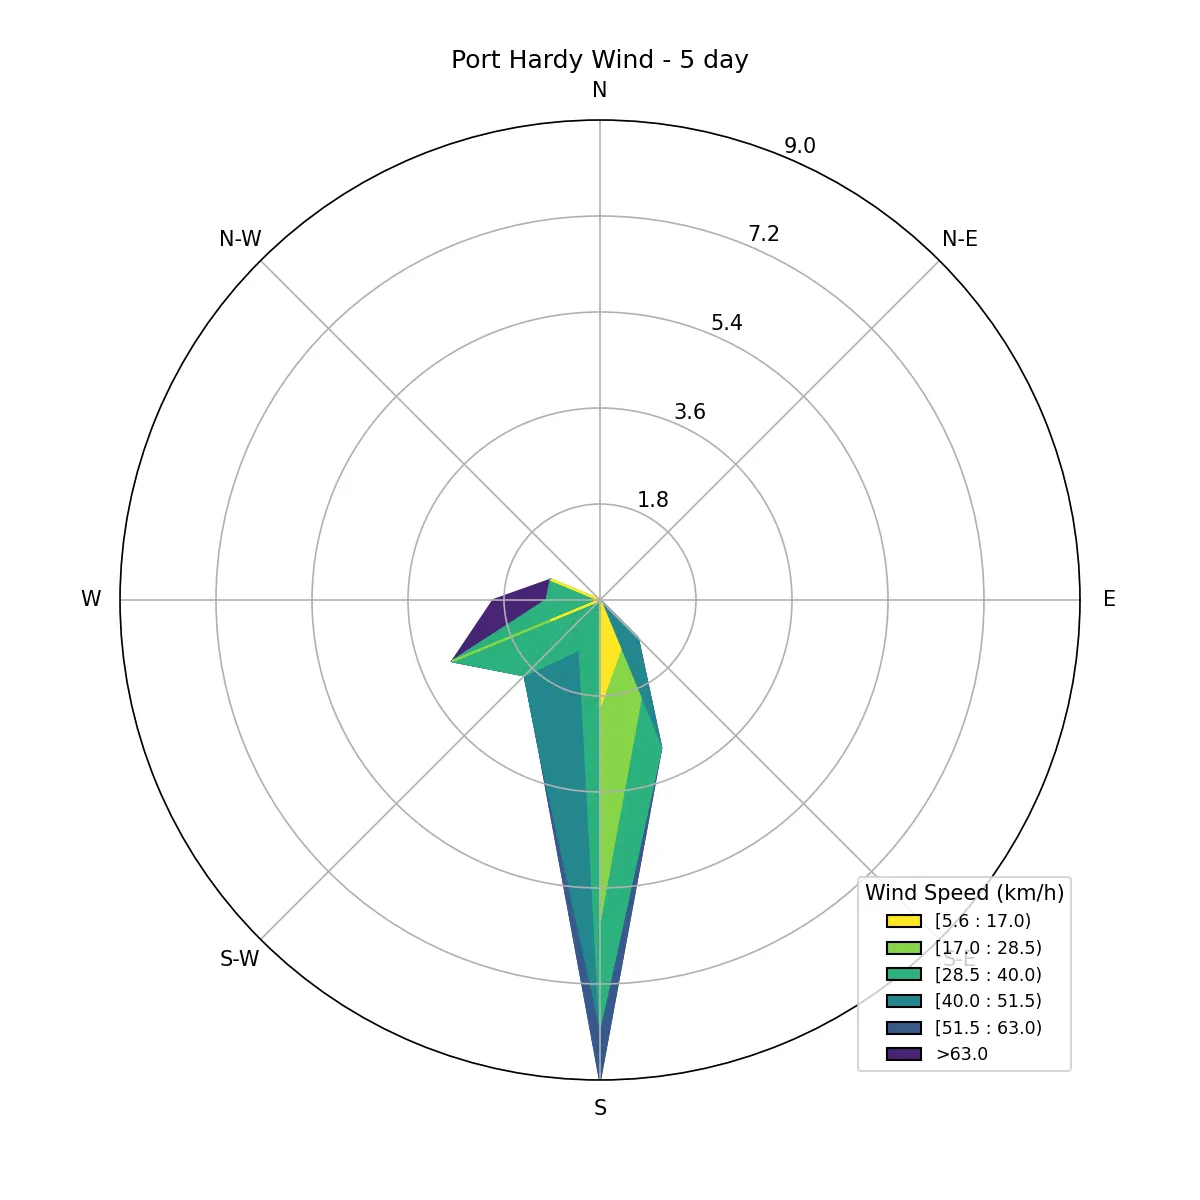 Port Hardy Wind - 5 day
N
9.0
N-W
N-E
7.2
5.4
3.6
1.8
W
E
S-W
S-E
Wind Speed (km/h)
[5.6 : 17.0)
[17.0 : 28.5)
[28.5 : 40.0)
[40.0 : 51.5)
[51.5 : 63.0)
>63.0
S